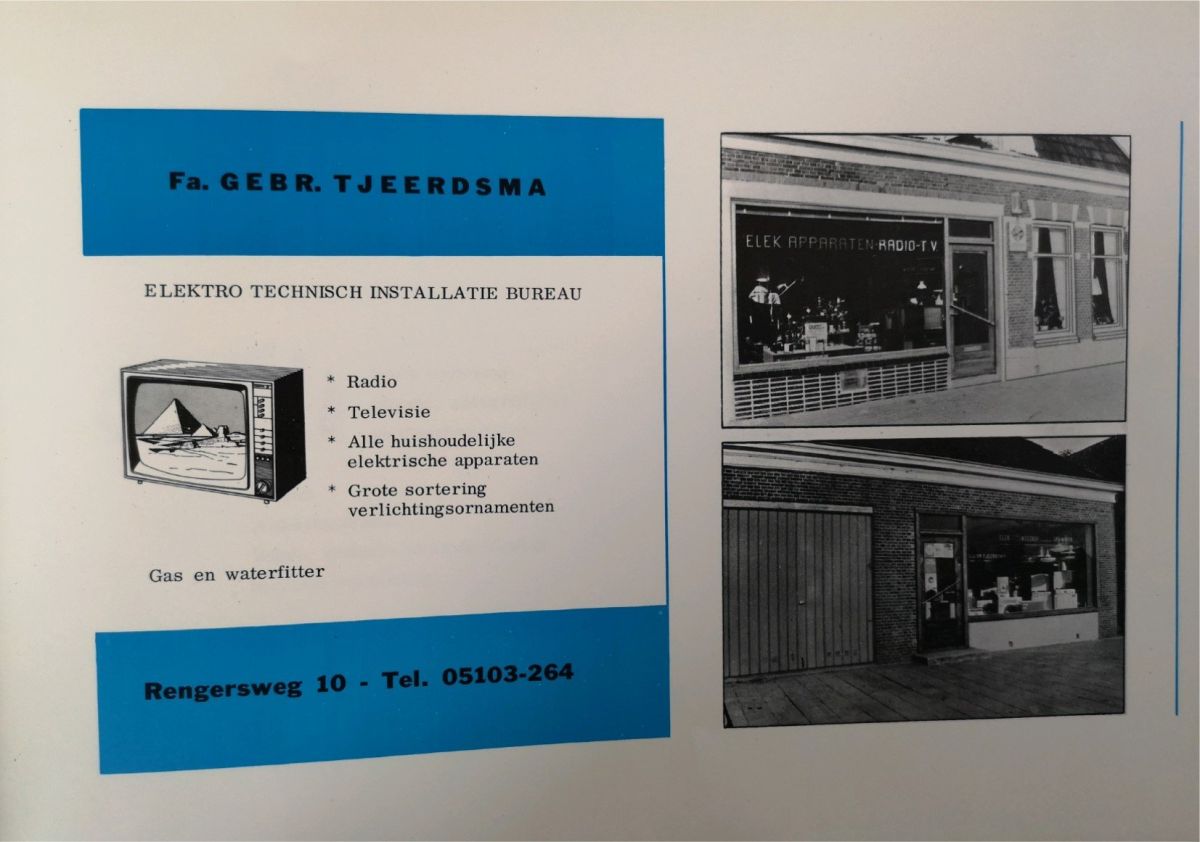 Fa. GEBR. TJEERDSMA
ELEKTRO TECHNISCH INSTALLATIE BUREAU
* Radio
* Televisie
* Alle huishoudelijke
elektrische apparaten
* Grote sortering
verlichtingsornamenten
Gas en waterfitter
Rengersweg 10 - Tel. 05103-264
ELEK APPARATEN-RADIO-T V
ELEK